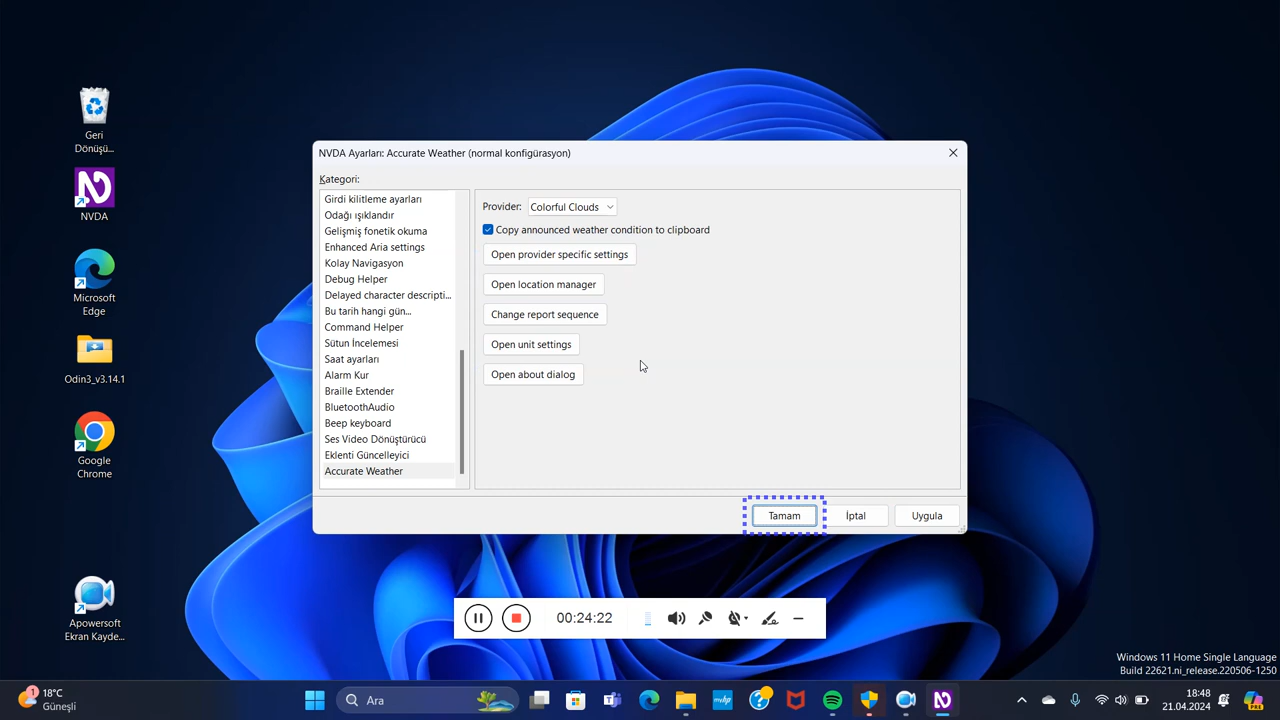 Geri
Dönüşü...
NVDA
Microsoft
Edge
Odin3_v3.14.1
Google
Chrome
Apowersoft
Ekran Kayde...
NVDA Ayarları: Accurate Weather (normal konfigürasyon)
Kategori:
Girdi kilitleme ayarları
Odağı ışıklandır
Gelişmiş fonetik okuma
Enhanced Aria settings
Kolay Navigasyon
Debug Helper
Delayed character descripti...
Bu tarih hangi gün...
Command Helper
Sütun İncelemesi
Saat ayarları
Alarm Kur
Braille Extender
BluetoothAudio
Beep keyboard
Ses Video Dönüştürücü
Eklenti Güncelleyici
Accurate Weather
Provider: Colorful Clouds
Copy announced weather condition to clipboard
Open provider specific settings
Open location manager
Change report sequence
Open unit settings
Open about dialog
Tamam
İptal
Uygula
00:24:22
Windows 11 Home Single Language
Build 22621.ni_release.220506-1250
1
18°C
Güneşli
Ara
myhp
18:48
21.04.2024
PRE